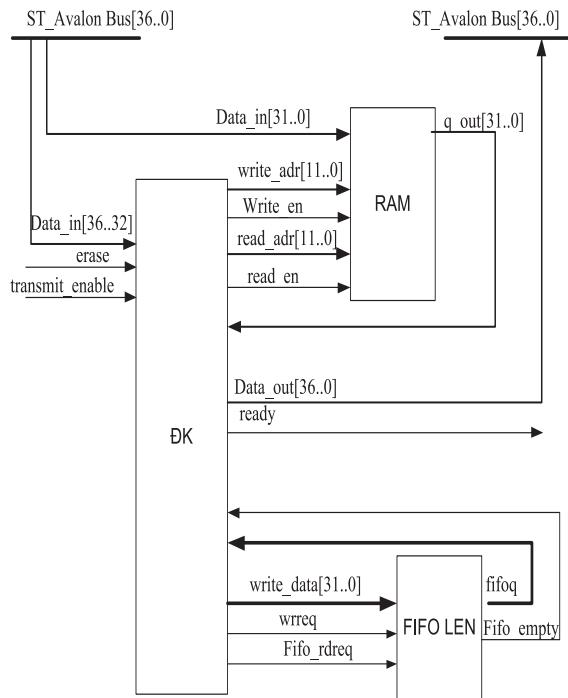 ST_Avalon Bus[36..0]
ST_Avalon Bus[36..0]
Data_in[31..0]
q_out[31..0]
write_adr[11..0]
Write_en
RAM
Data_in[36..32]
read_adr[11..0]
erase
read_en
transmit_enable
Data_out[36..0]
ready
ĐK
write_data[31..0]
fifoq
wrreq
FIFO LEN
Fifo_empty
Fifo_rdreq